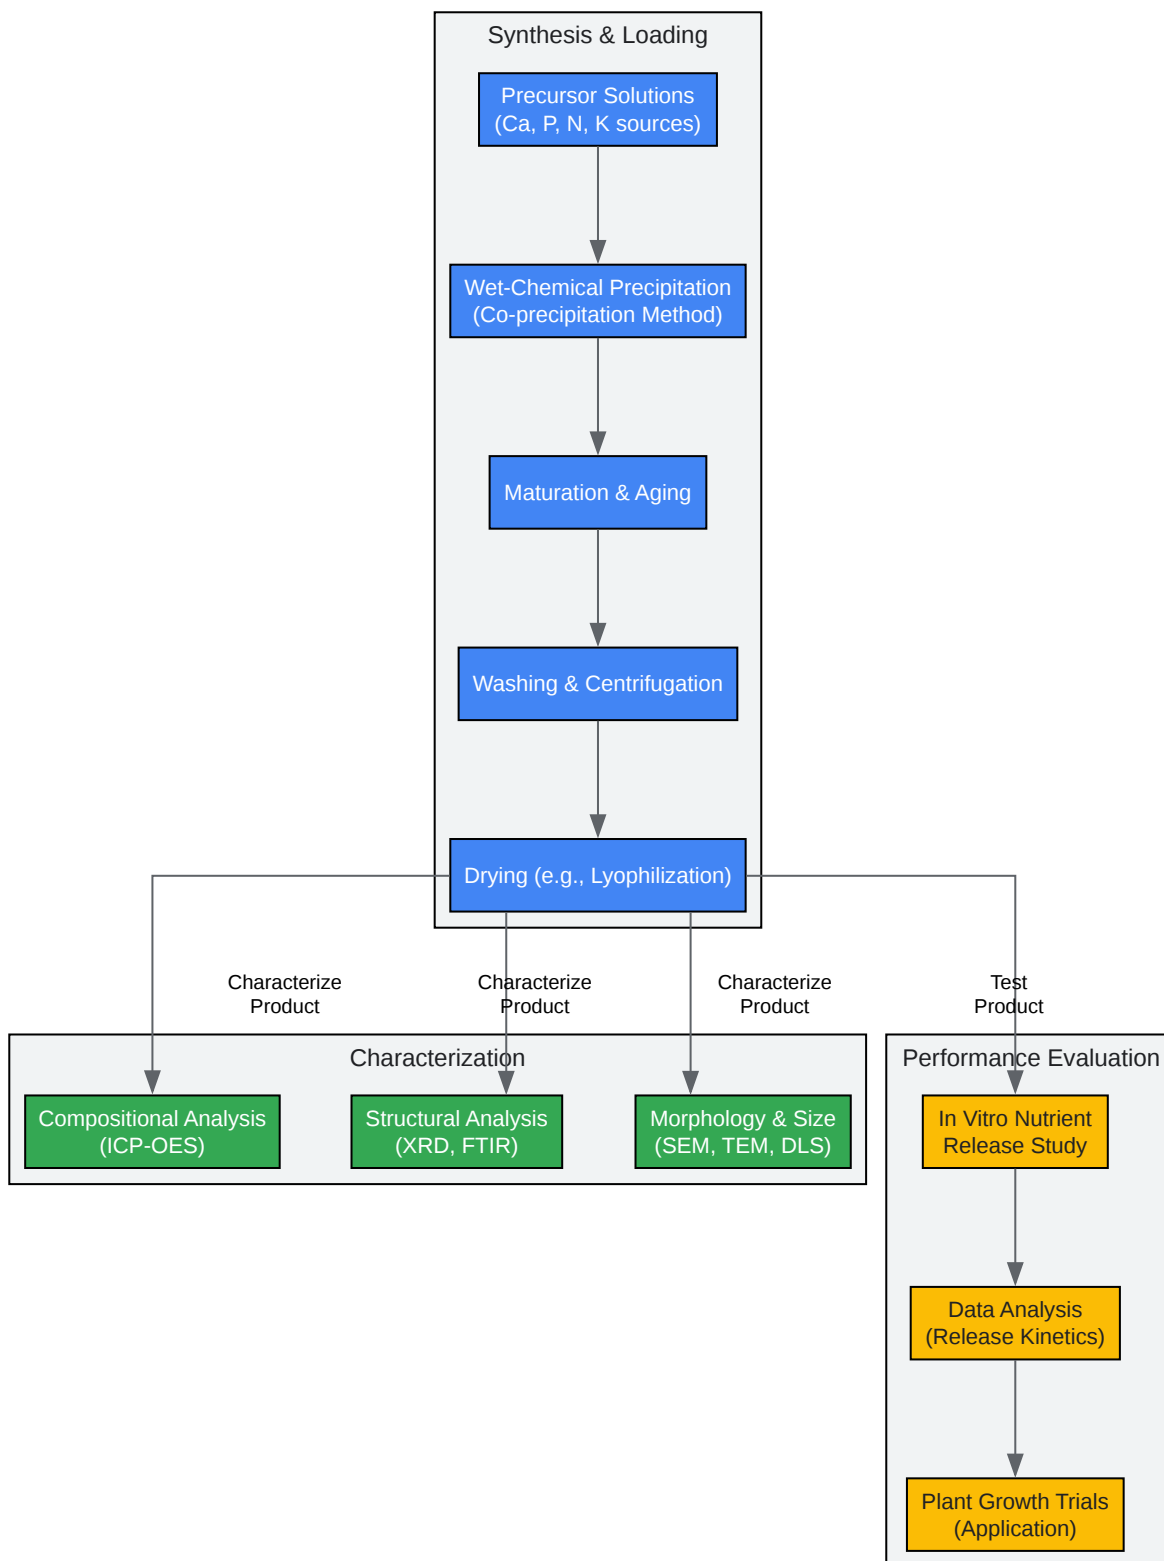 Synthesis & Loading
Precursor Solutions
(Ca, P, N, K sources)
Wet-Chemical Precipitation
(Co-precipitation Method)
Maturation & Aging
Washing & Centrifugation
Drying (e.g., Lyophilization)
Characterize
Product
Characterize
Product
Characterize
Product
Test
Product
Characterization
Compositional Analysis
(ICP-OES)
Structural Analysis
(XRD, FTIR)
Morphology & Size
(SEM, TEM, DLS)
Performance Evaluation
In Vitro Nutrient
Release Study
Data Analysis
(Release Kinetics)
Plant Growth Trials
(Application)